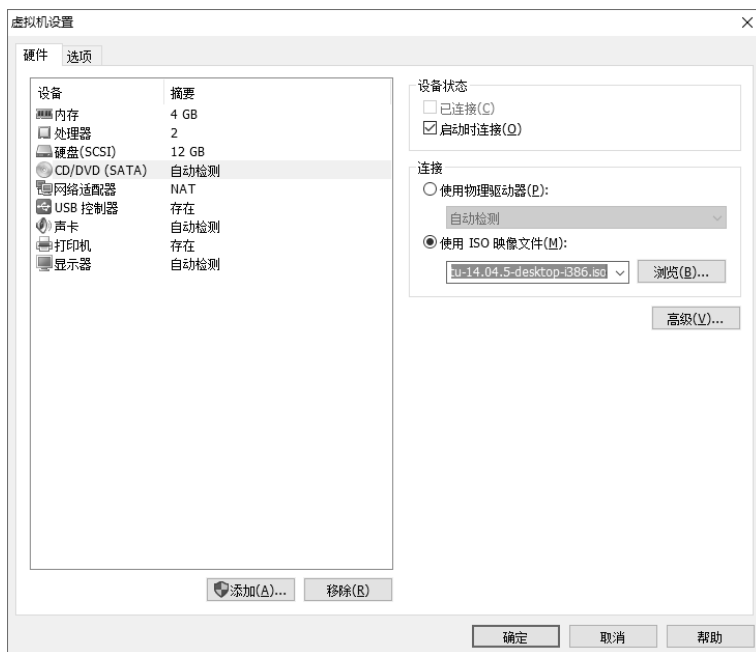 虚拟机设置
硬件 选项
设备 摘要
内存 4 GB
处理器 2
硬盘(SCSI) 12 GB
CD/DVD (SATA) 自动检测
网络适配器 NAT
USB 控制器 存在
声卡 自动检测
打印机 存在
显示器 自动检测
添加(A)... 移除(R)
设备状态
已连接(C)
启动时连接(O)
连接
使用物理驱动器(P):
自动检测
使用 ISO 映像文件(M):
tu-14.04.5-desktop-i386.iso 浏览(B)...
高级(V)...
确定 取消 帮助